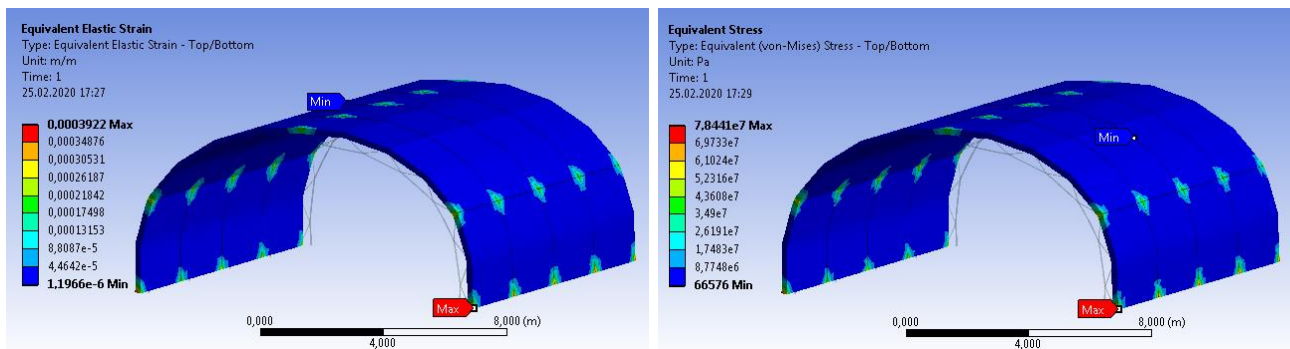 Equivalent Elastic Strain
Type: Equivalent Elastic Strain - Top/Bottom
Unit: m/m
Time: 1
25.02.2020 17:27
0,0003922 Max
0,00034876
0,00030531
0,00026187
0,00021842
0,00017498
0,00013153
8,8087e-5
4,4642e-5
1,1966e-6 Min
Min
Max
0,000
8,000 (m)
4,000
Equivalent Stress
Type: Equivalent (von-Mises) Stress - Top/Bottom
Unit: Pa
Time: 1
25.02.2020 17:29
7,8441e7 Max
6,9733e7
6,1024e7
5,2316e7
4,3608e7
3,49e7
2,6191e7
1,7483e7
8,7748e6
66576 Min
Min
Max
0,000
8,000 (m)
4,000